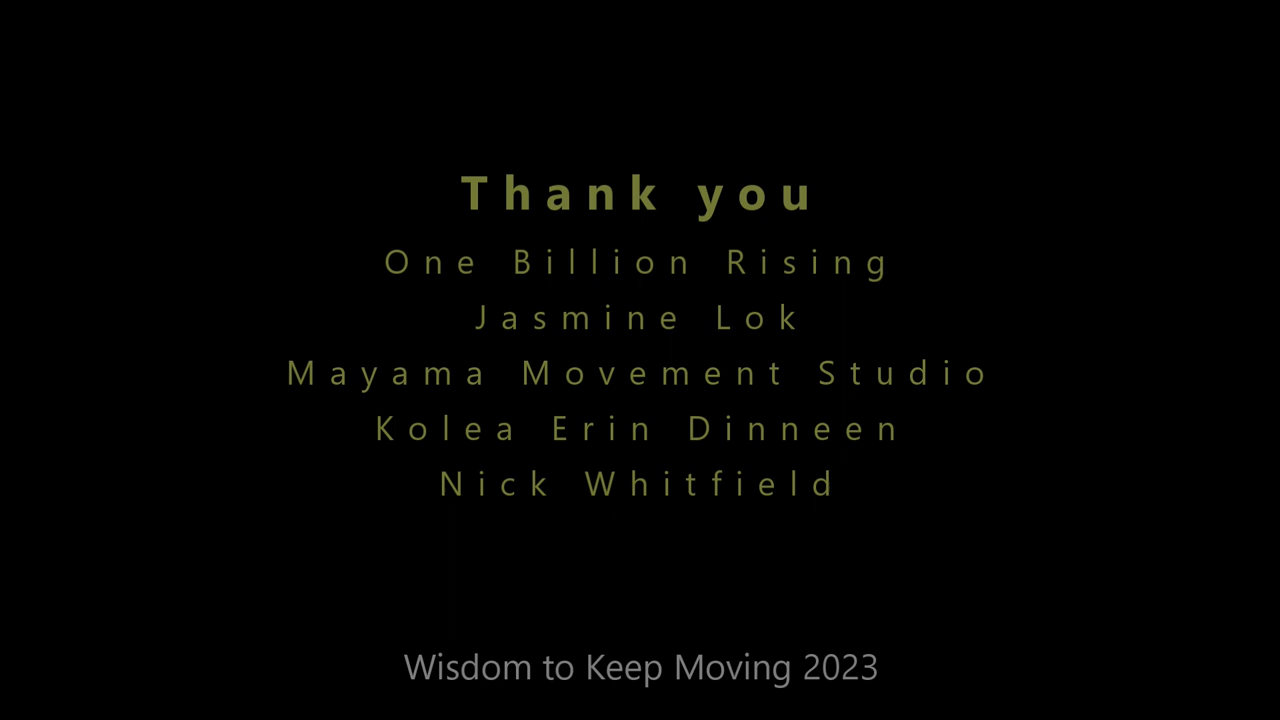 Thank you
One Billion Rising
Jasmine Lok
Mayama Movement Studio
Kolea Erin Dinneen
Nick Whitfield
Wisdom to Keep Moving 2023